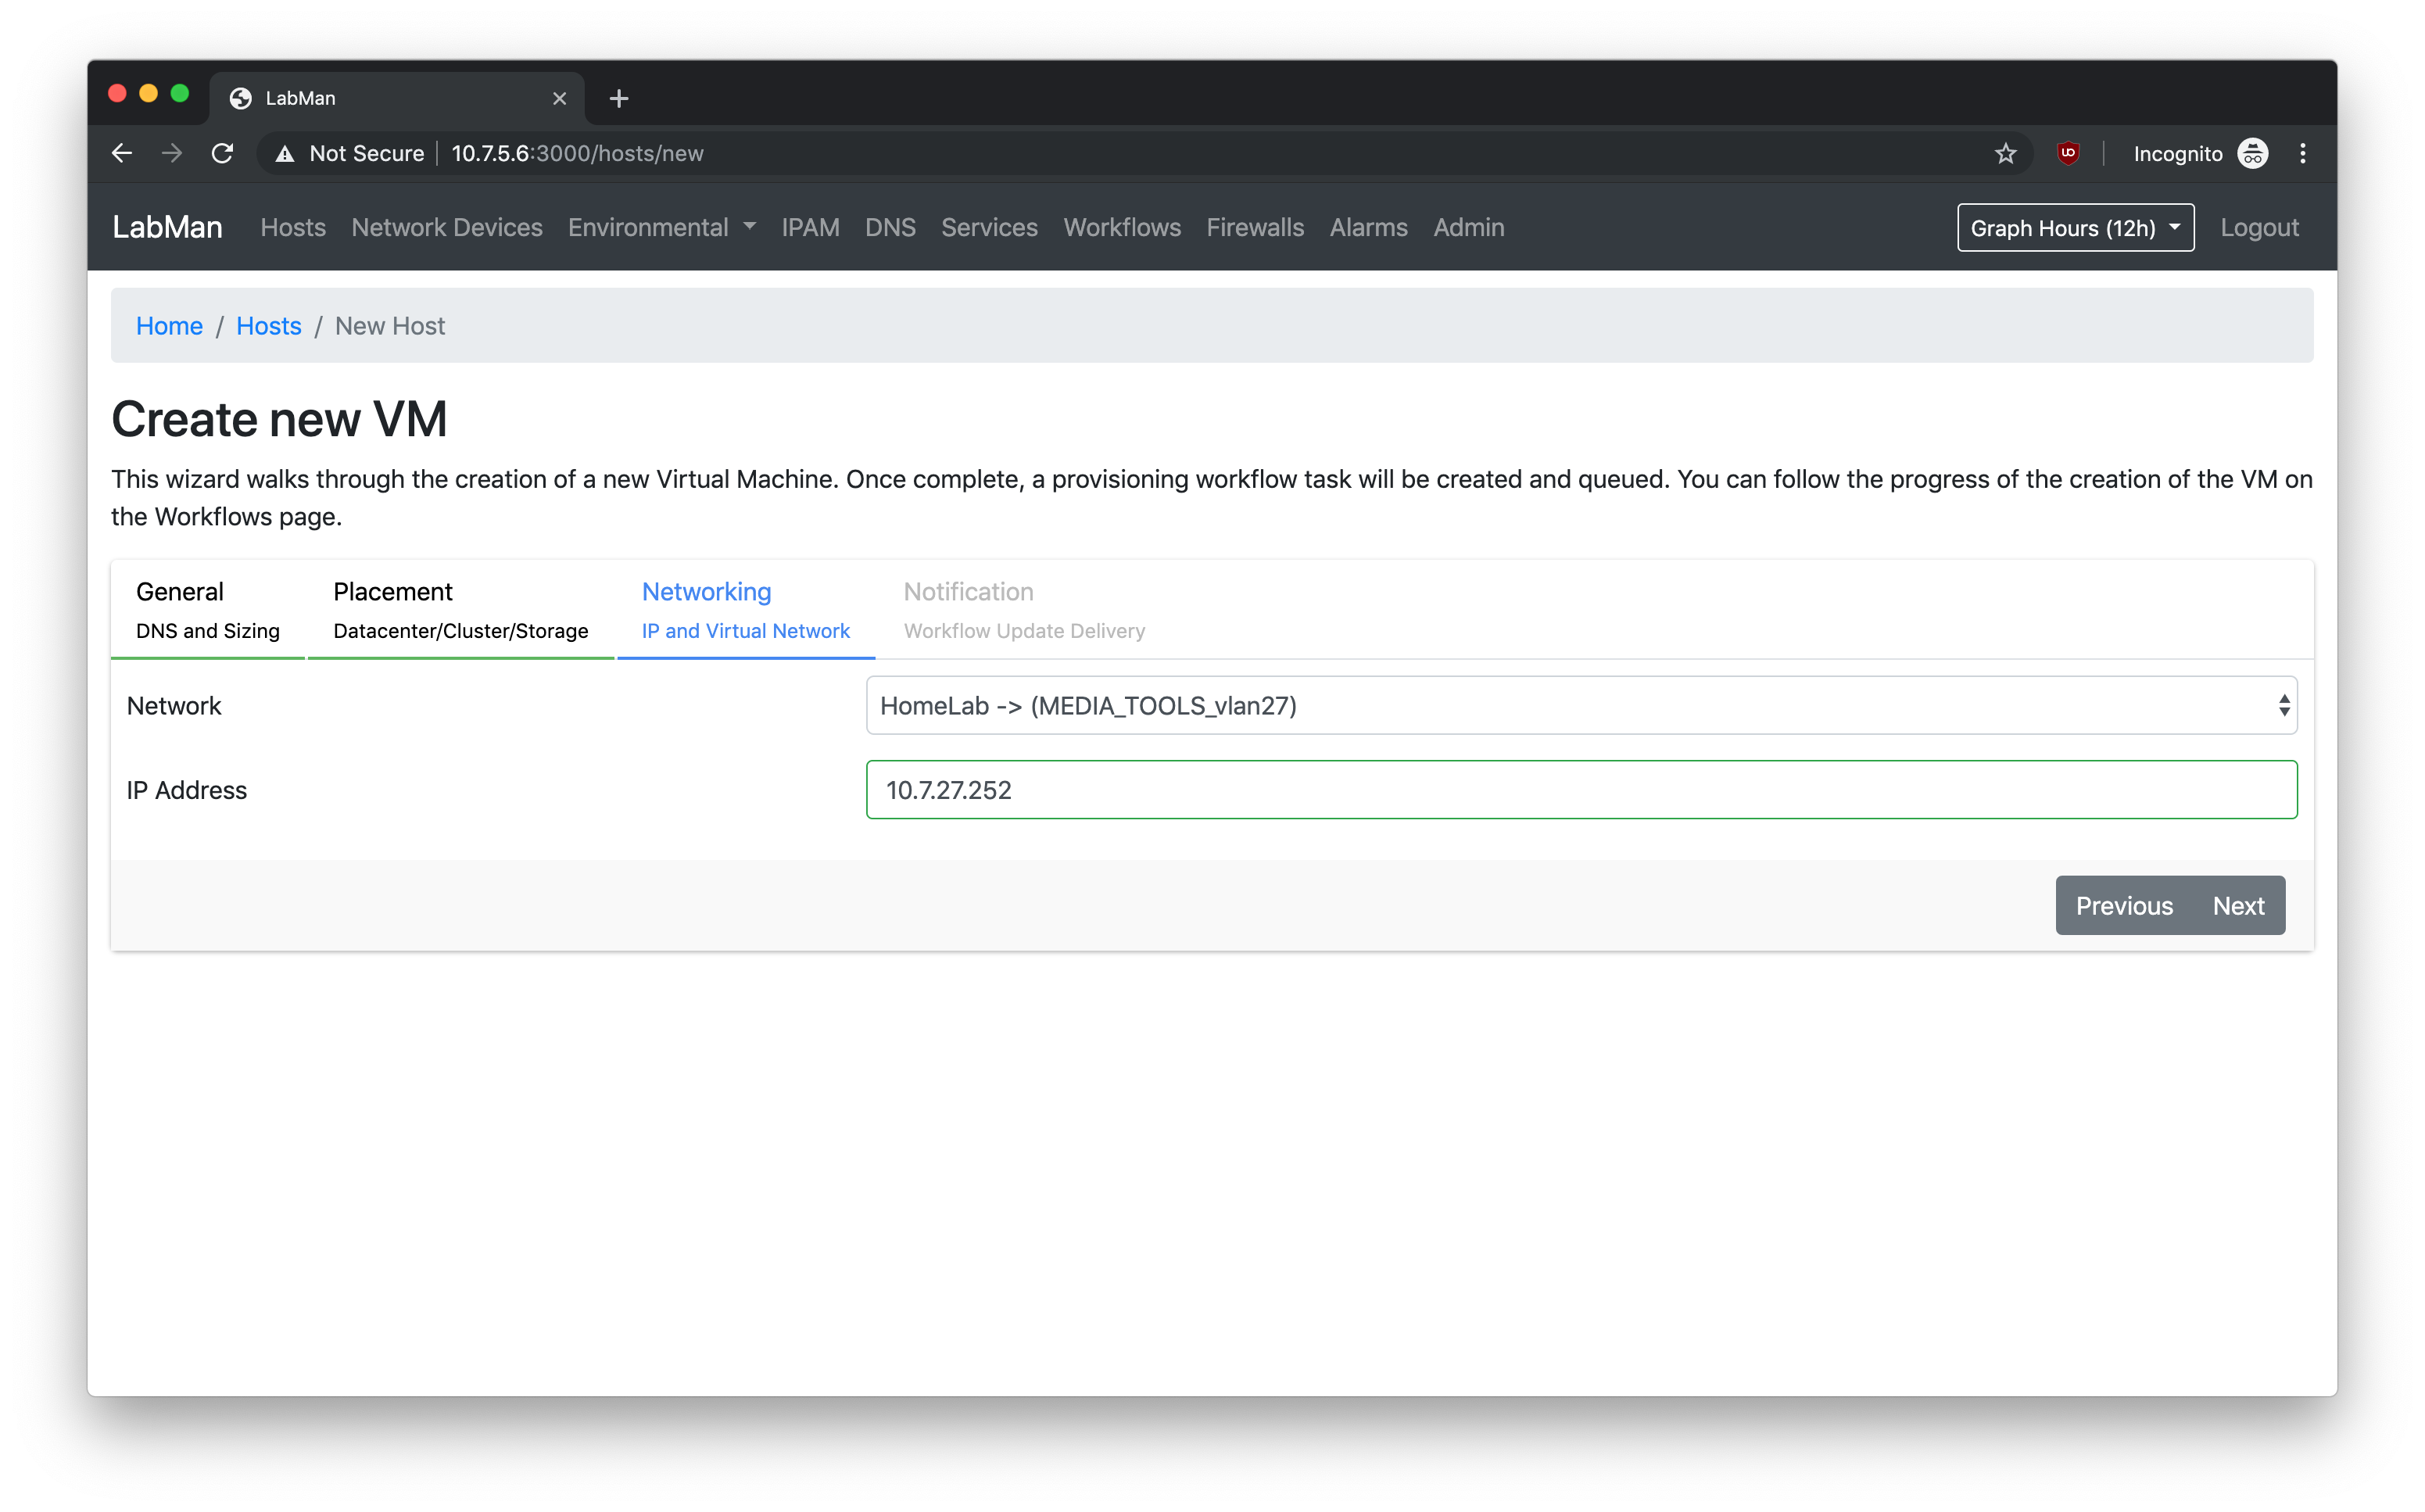 LabMan
Not Secure 10.7.5.6:3000/hosts/new Incognito
LabMan Hosts Network Devices Environmental IPAM DNS Services Workflows Firewalls Alarms Admin Graph Hours (12h) Logout
Home / Hosts / New Host
Create new VM
This wizard walks through the creation of a new Virtual Machine. Once complete, a provisioning workflow task will be created and queued. You can follow the progress of the creation of the VM on
the Workflows page.
General Placement Networking Notification
DNS and Sizing Datacenter/Cluster/Storage IP and Virtual Network Workflow Update Delivery
Network HomeLab -> (MEDIA_TOOLS_vlan27)
IP Address 10.7.27.252
Previous Next